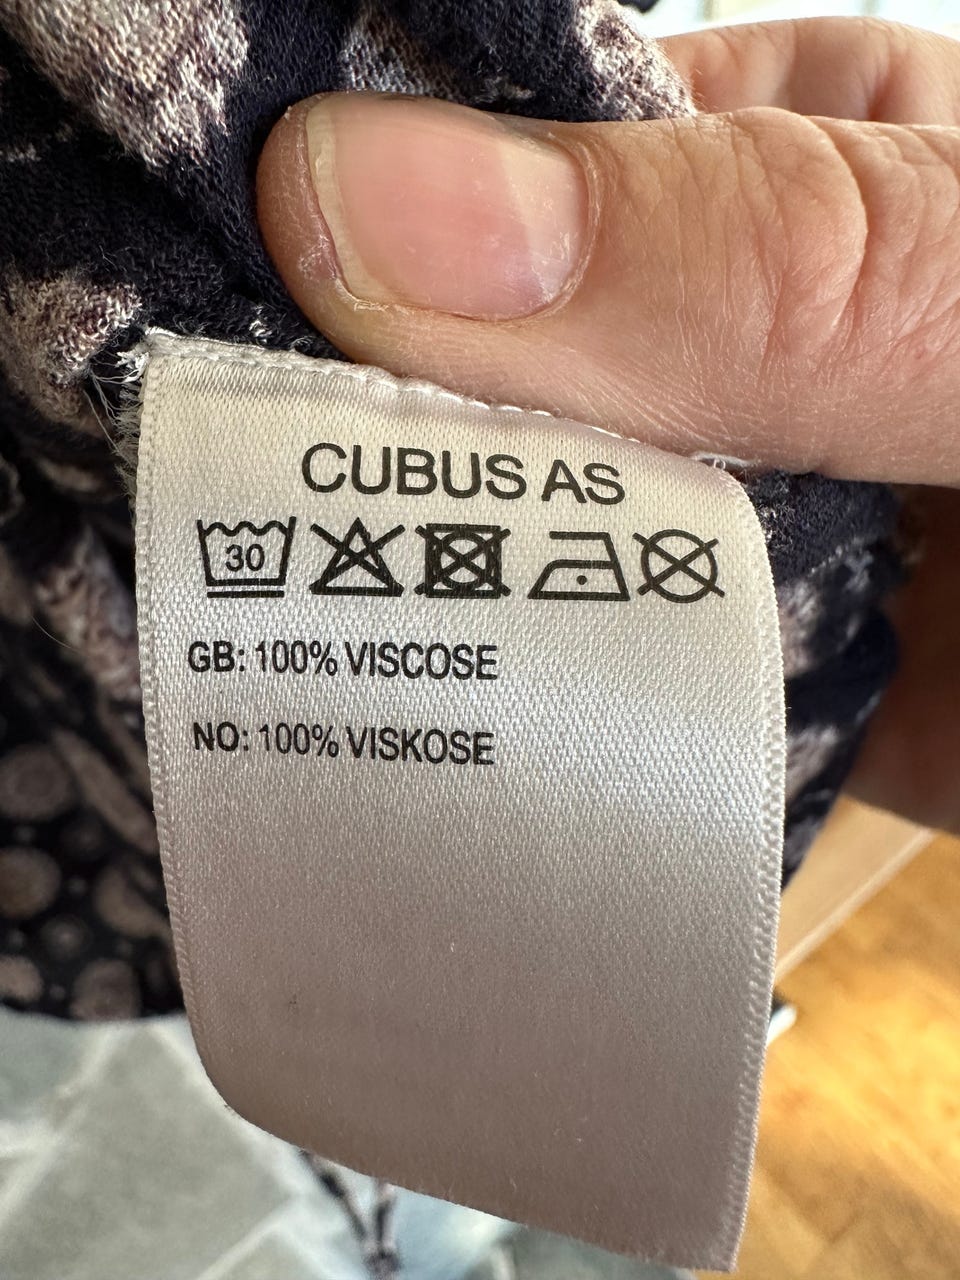 CUBUS AS
30
GB: 100% VISCOSE
NO: 100% VISKOSE